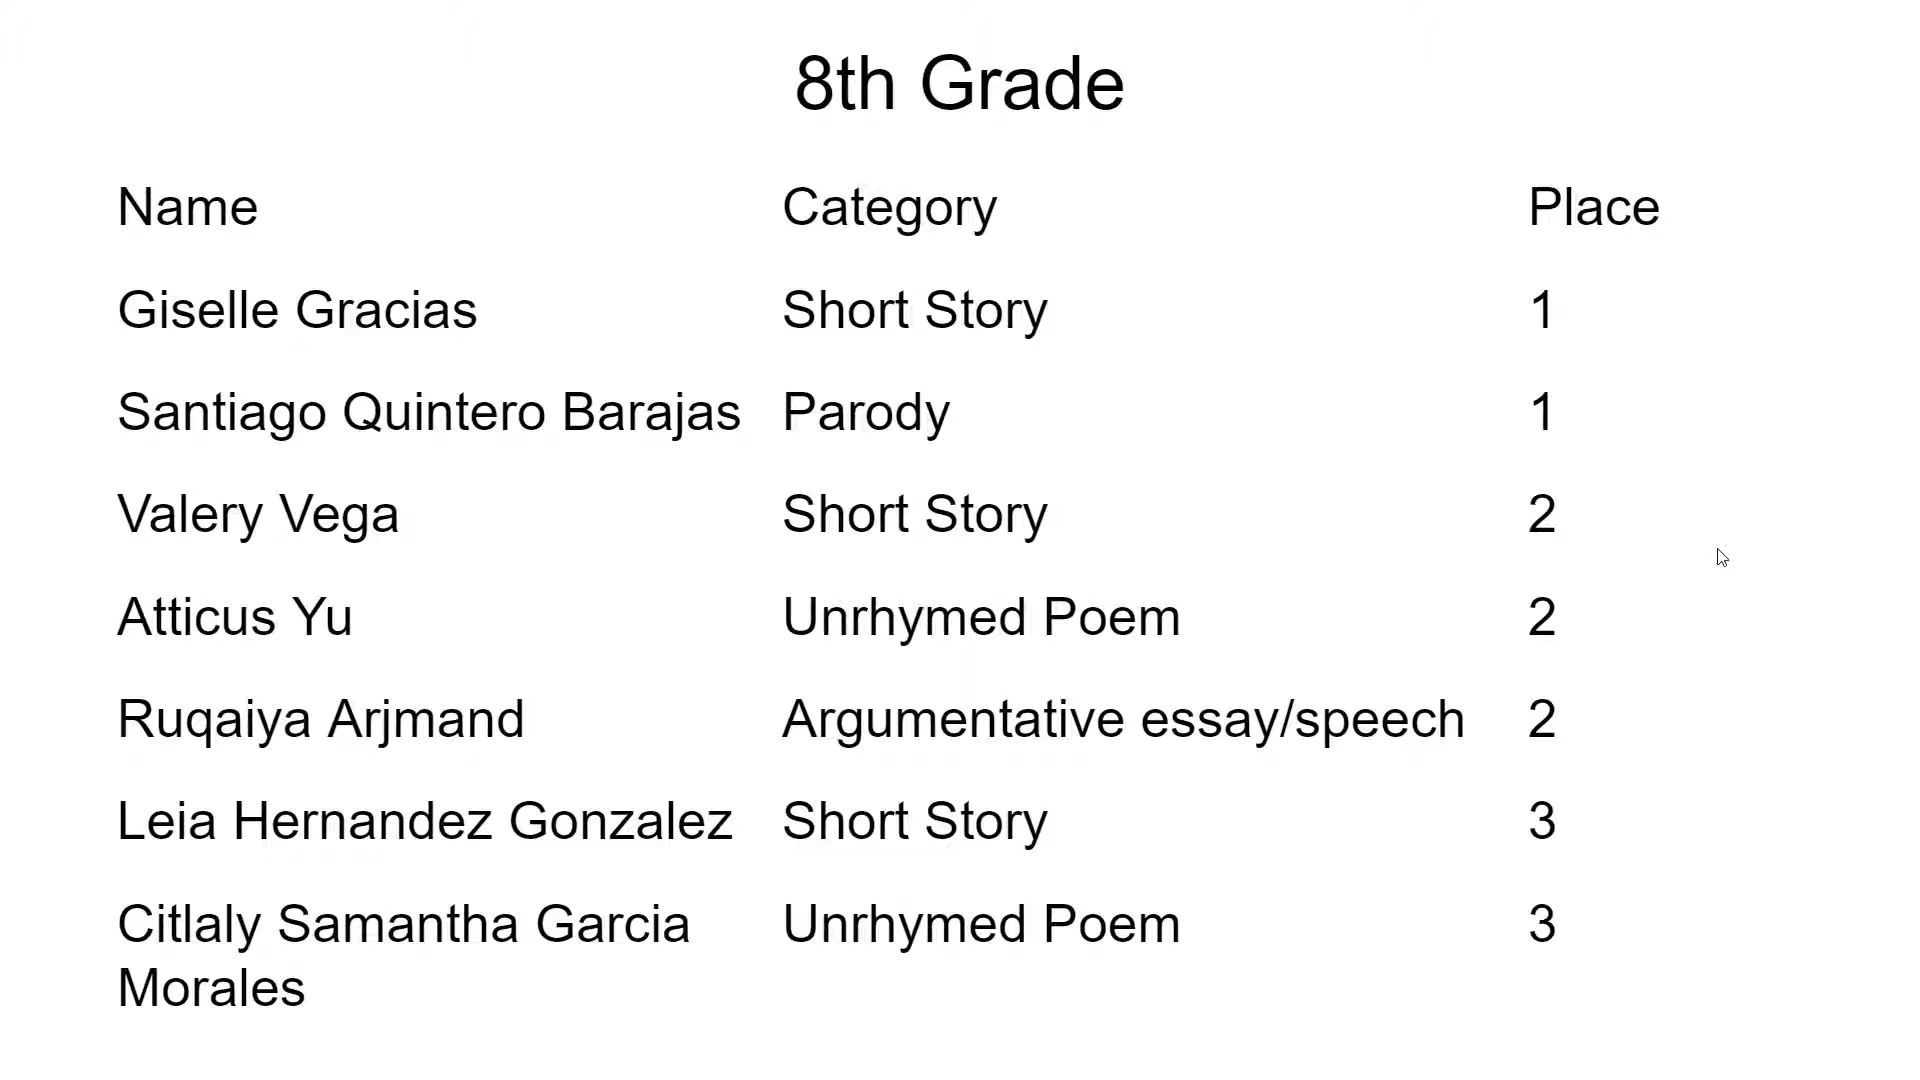 8th Grade
Name Category Place
Giselle Gracias Short Story 1
Santiago Quintero Barajas Parody 1
Valery Vega Short Story 2
Atticus Yu Unrhymed Poem 2
Ruqaiya Arjmand Argumentative essay/speech 2
Leia Hernandez Gonzalez Short Story 3
Citlaly Samantha Garcia Unrhymed Poem 3
Morales